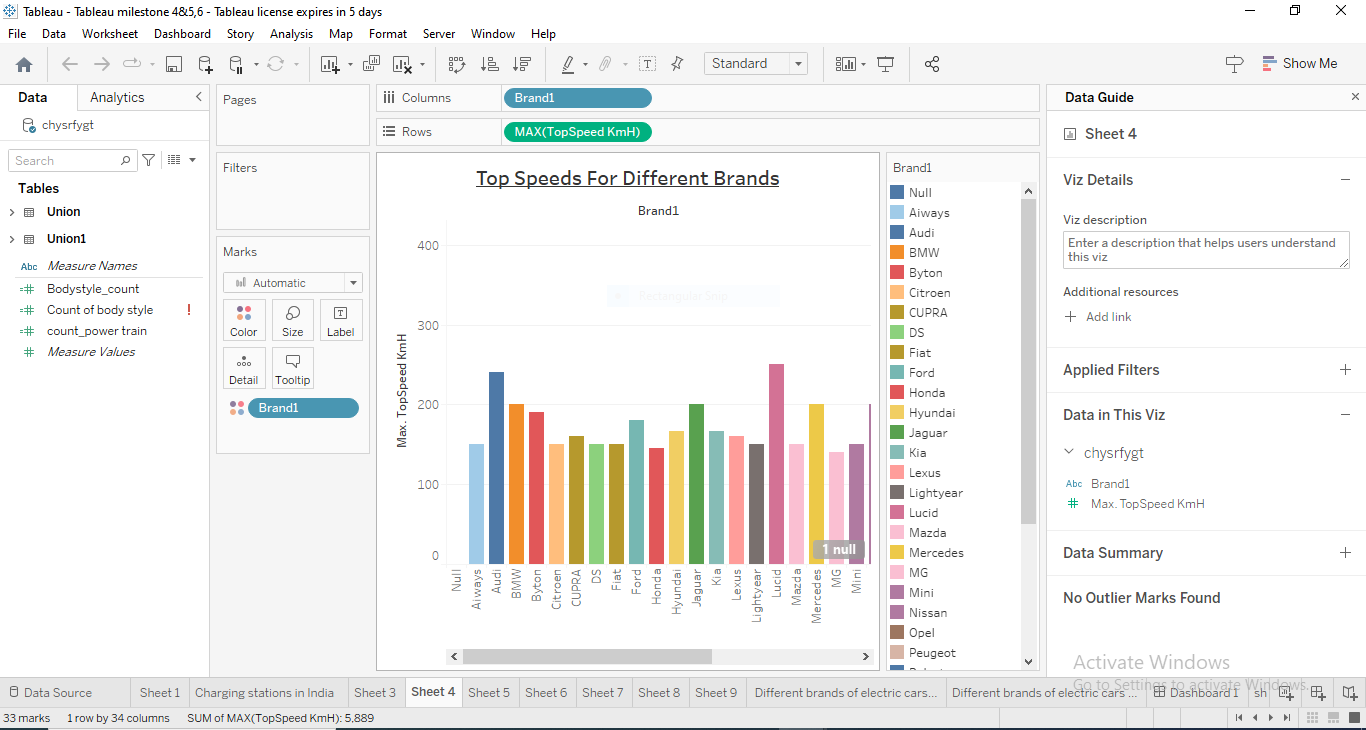 Tableau - Tableau milestone 4&5,6 - Tableau license expires in 5 days
File Data Worksheet Dashboard Story Analysis Map Format Server Window Help
Standard
Show Me
Data Analytics
chysrfygt
Search
Tables
Union
Union1
Abc Measure Names
Bodystyle_count
Count of body style !
count_power train
Measure Values
Pages
Filters
Marks
Automatic
Color Size Label
Detail Tooltip
Brand1
Columns Brand1
Rows MAX(TopSpeed KmH)
Top Speeds For Different Brands
Brand1
Max. TopSpeed KmH
400
300
200
100
0
Rectangular Snip
1 null
Null Aiways Audi BMW Byton Citroen CUPRA DS Fiat Ford Honda Hyundai Jaguar Kia Lexus Lightyear Lucid Mazda Mercedes MG Mini
Brand1
Null
Aiways
Audi
BMW
Byton
Citroen
CUPRA
DS
Fiat
Ford
Honda
Hyundai
Jaguar
Kia
Lexus
Lightyear
Lucid
Mazda
Mercedes
MG
Mini
Nissan
Opel
Peugeot
Data Guide
Sheet 4
Viz Details
Viz description
Enter a description that helps users understand
this viz
Additional resources
Add link
Applied Filters
Data in This Viz
chysrfygt
Abc Brand1
Max. TopSpeed KmH
Data Summary
No Outlier Marks Found
Activate Windows
Go to Settings to activate Windows.
Data Source Sheet 1 Charging stations in India Sheet 3 Sheet 4 Sheet 5 Sheet 6 Sheet 7 Sheet 8 Sheet 9 Different brands of electric cars... Different brands of electric cars ... Dashboard 1 sh
33 marks 1 row by 34 columns SUM of MAX(TopSpeed KmH): 5,889